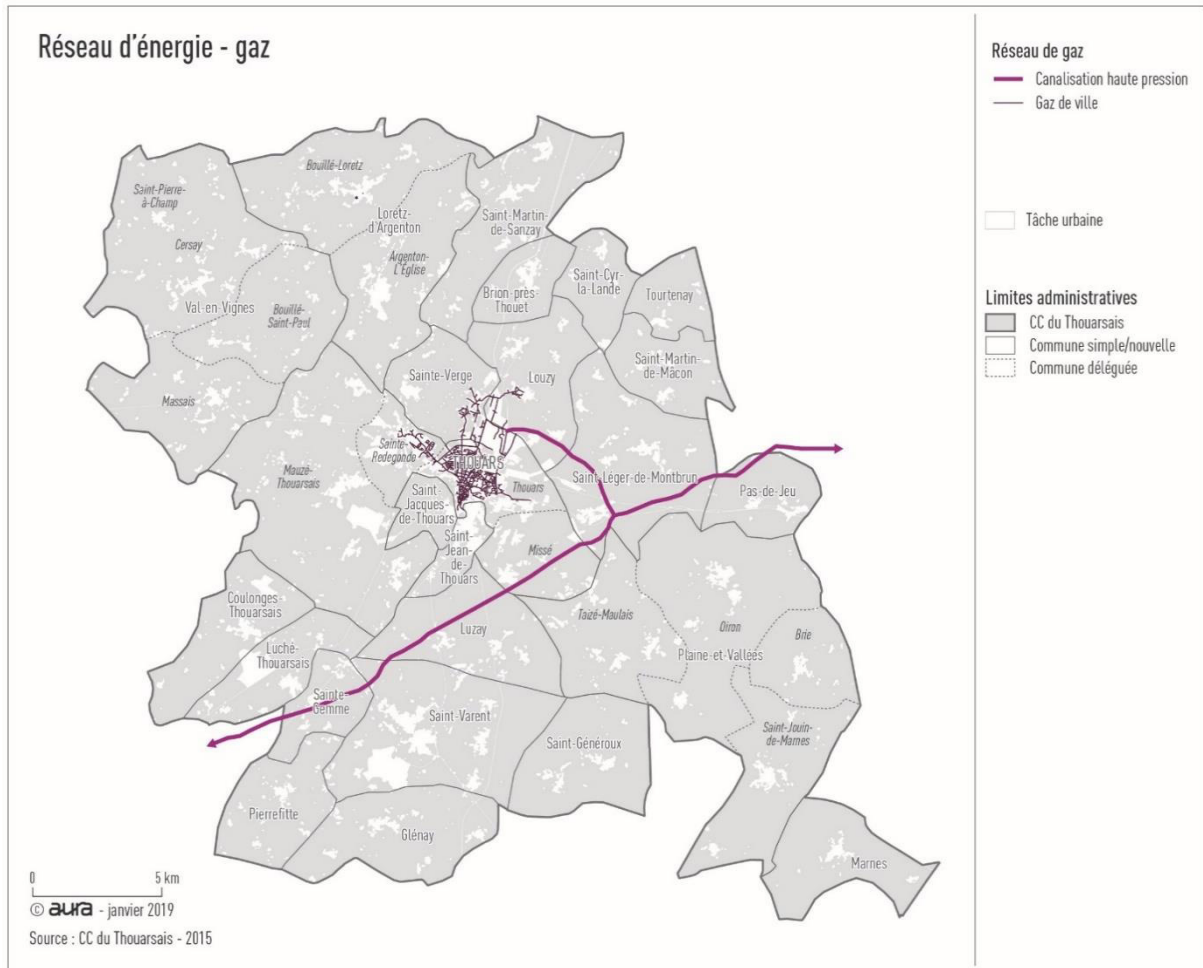 Réseau d'énergie - gaz
Réseau de gaz
Canalisation haute pression
Gaz de ville
Tâche urbaine
Limites administratives
CC du Thouarsais
Commune simple/nouvelle
Commune déléguée
Bouillé-Loretz
Saint-Pierre-
à-Champ
Loretz-
d'Argenton
Saint-Martin-
de-Sanzay
Cersay
Argenton-
L'Église
Saint-Cyr-
la-Lande
Brion-près-
Thouet
Tourtenay
Val-en-Vignes
Bouillé-
Saint-Paul
Saint-Martin-
de-Mâcon
Sainte-Verge
Louzy
Massais
Sainte-
Redegonde
THOUARS
Mauzé-
Thouarsais
Saint-Léger-de-Montbrun
Thouars
Pas-de-Jeu
Saint-
Jacques-
de-Thouars
Saint-
Jean-
de-
Thouars
Missé
Coulonges-
Thouarsais
Taizé-Maulais
Luzay
Oiron
Brie
Luché-
Thouarsais
Plaine-et-Vallées
Sainte-
Gemme
Saint-Varent
Saint-Jouin-
de-Marnes
Saint-Généroux
Pierrefitte
Glénay
Marnes
0 5 km
© aura - janvier 2019
Source : CC du Thouarsais - 2015